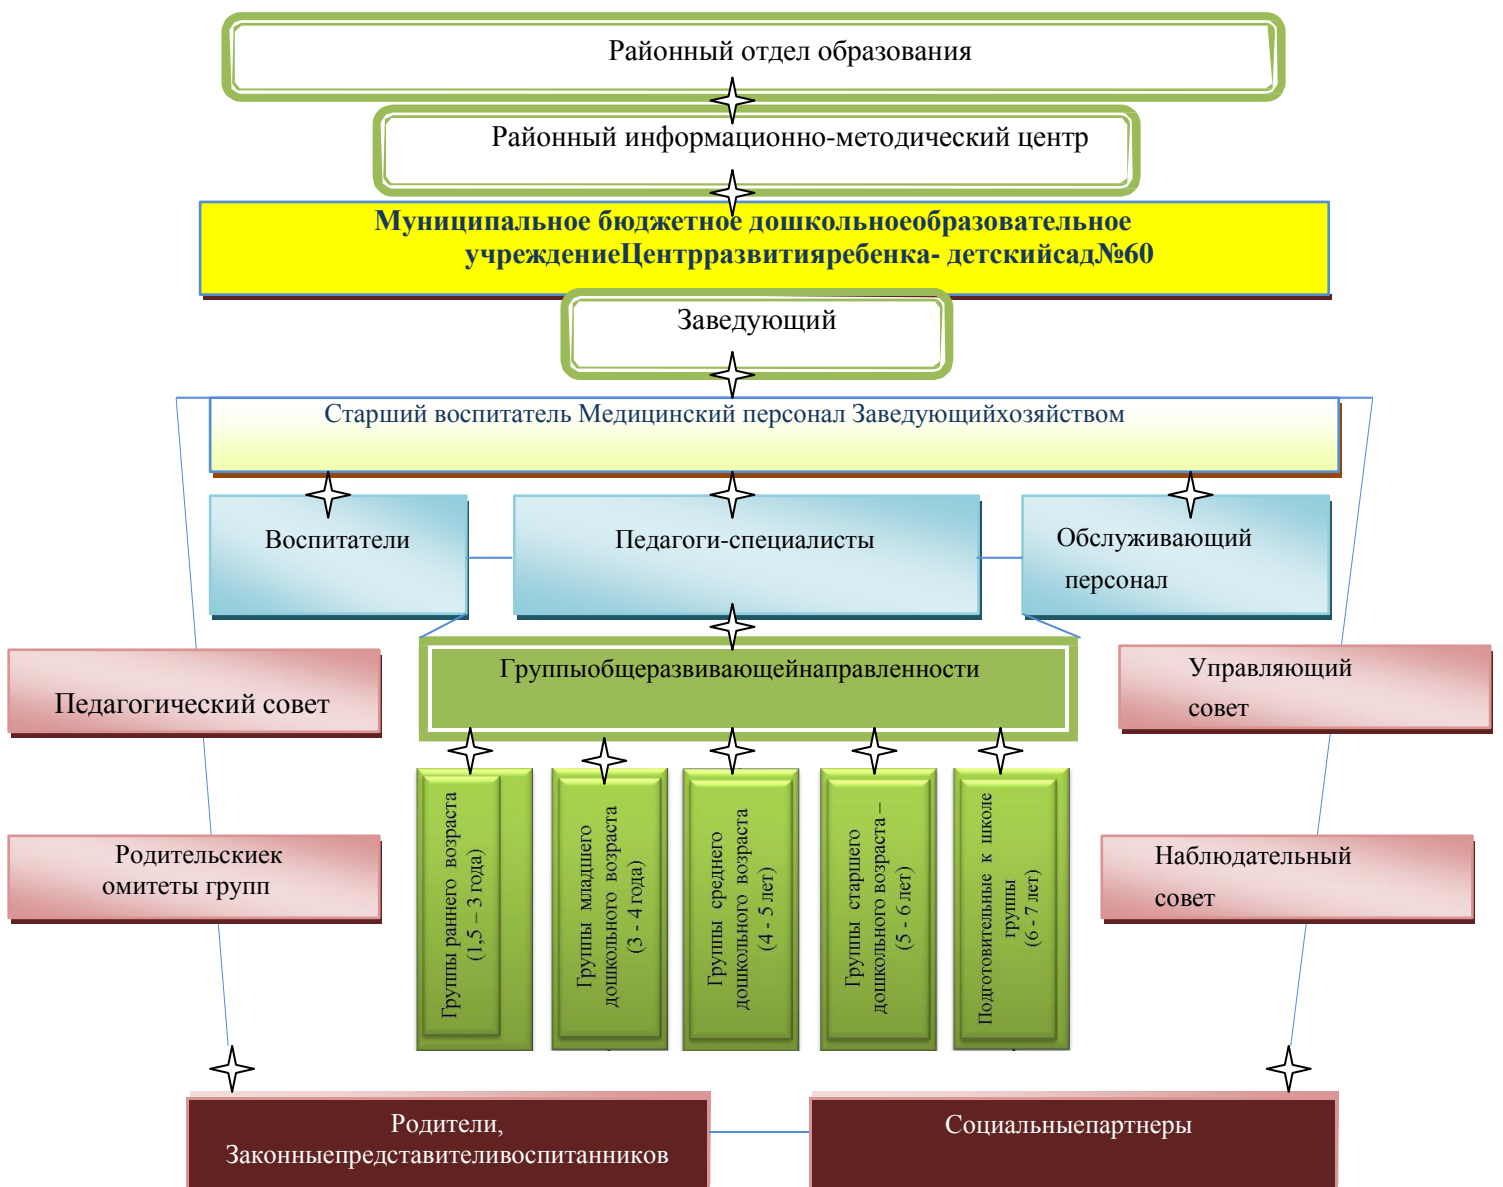 Районный отдел образования
Районный информационно-методический центр
Муниципальное бюджетное дошкольноеобразовательное
учреждениеЦентрразвитияребенка- детскийсад№60
Заведующий
Старший воспитатель Медицинский персонал Заведующийхозяйством
Воспитатели
Педагоги-специалисты
Обслуживающий
персонал
Группыобщеразвивающейнаправленности
Педагогический совет
Управляющий
совет
Родительскиек
омитеты групп
Наблюдательный
совет
Группы раннего возраста
(1,5 – 3 года)
Группы младшего
дошкольного возраста
(3 - 4 года)
Группы среднего
дошкольного возраста
(4 - 5 лет)
Группы старшего
дошкольного возраста –
(5 - 6 лет)
Подготовительные к школе
группы
(6 - 7 лет)
Родители,
Законныепредставителивоспитанников
Социальныепартнеры